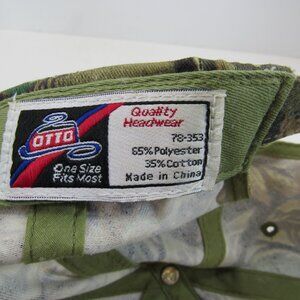 OTTO
One Size
Fits Most
Quality
Headwear
78-353
65% Polyester
35% Cotton
Made in China